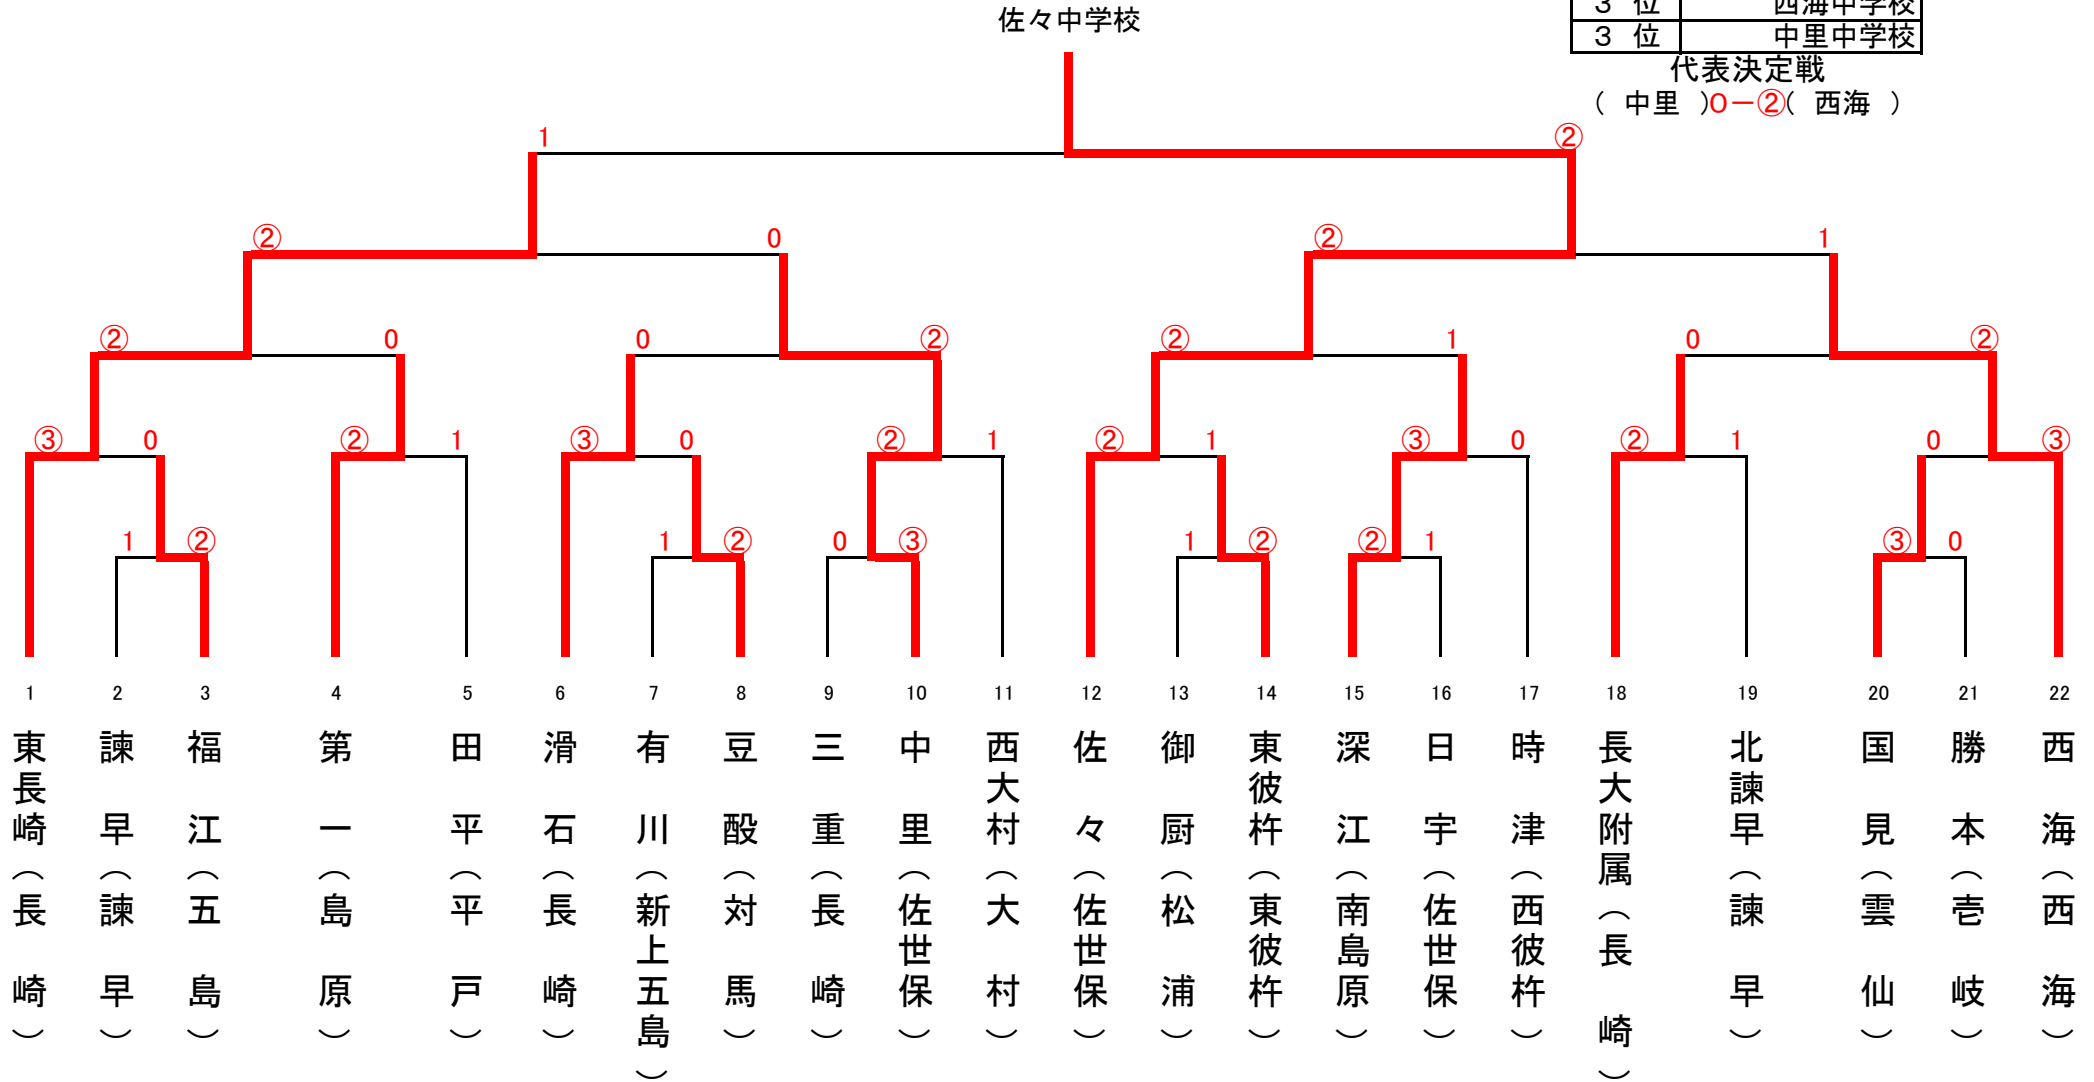 佐々中学校
3 位 西海中学校
3 位 中里中学校
代表決定戦
( 中里 )0ー②( 西海 )
1 ②
② 0 ② 1
② 0 0 ② ② 1 0 ②
③ 0 ② 1 ③ 0 ② 1 ② 1 ③ 0 ② 1 0 ③
1 ② 1 ② 0 ③ 1 ② ② 1 ③ 0
1 2 3 4 5 6 7 8 9 10 11 12 13 14 15 16 17 18 19 20 21 22
東長崎(長崎)
諫早(諫早)
福江(五島)
第一(島原)
田平(平戸)
滑石(長崎)
有川(新上五島)
豆酘(対馬)
三重(長崎)
中里(佐世保)
西大村(大村)
佐々(佐世保)
御厨(松浦)
東彼杵(東彼杵)
深江(南島原)
日宇(佐世保)
時津(西彼杵)
長大附属(長崎)
北諫早(諫早)
国見(雲仙)
勝本(壱岐)
西海(西海)